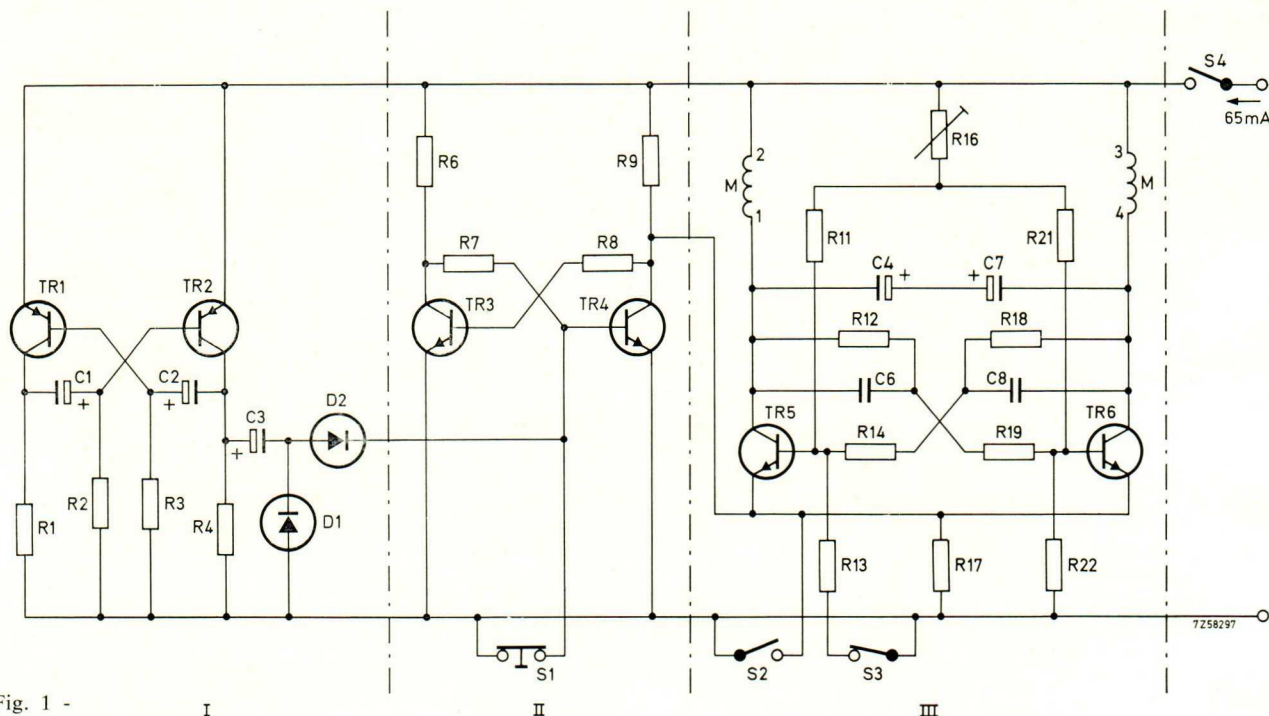 S4
65mA
R6
R9
2
M
1
R16
3
M
4
R11
R21
R7
R8
C4 +
+ C7
TR1
TR2
TR3
TR4
R12
R18
C1
+
C2
+
C6
C8
C3
+
D2
TR5
R14
R19
TR6
R1
R2
R3
R4
D1
R13
R17
R22
7Z58297
S1
S2
S3
Fig. 1 -
I
II
III